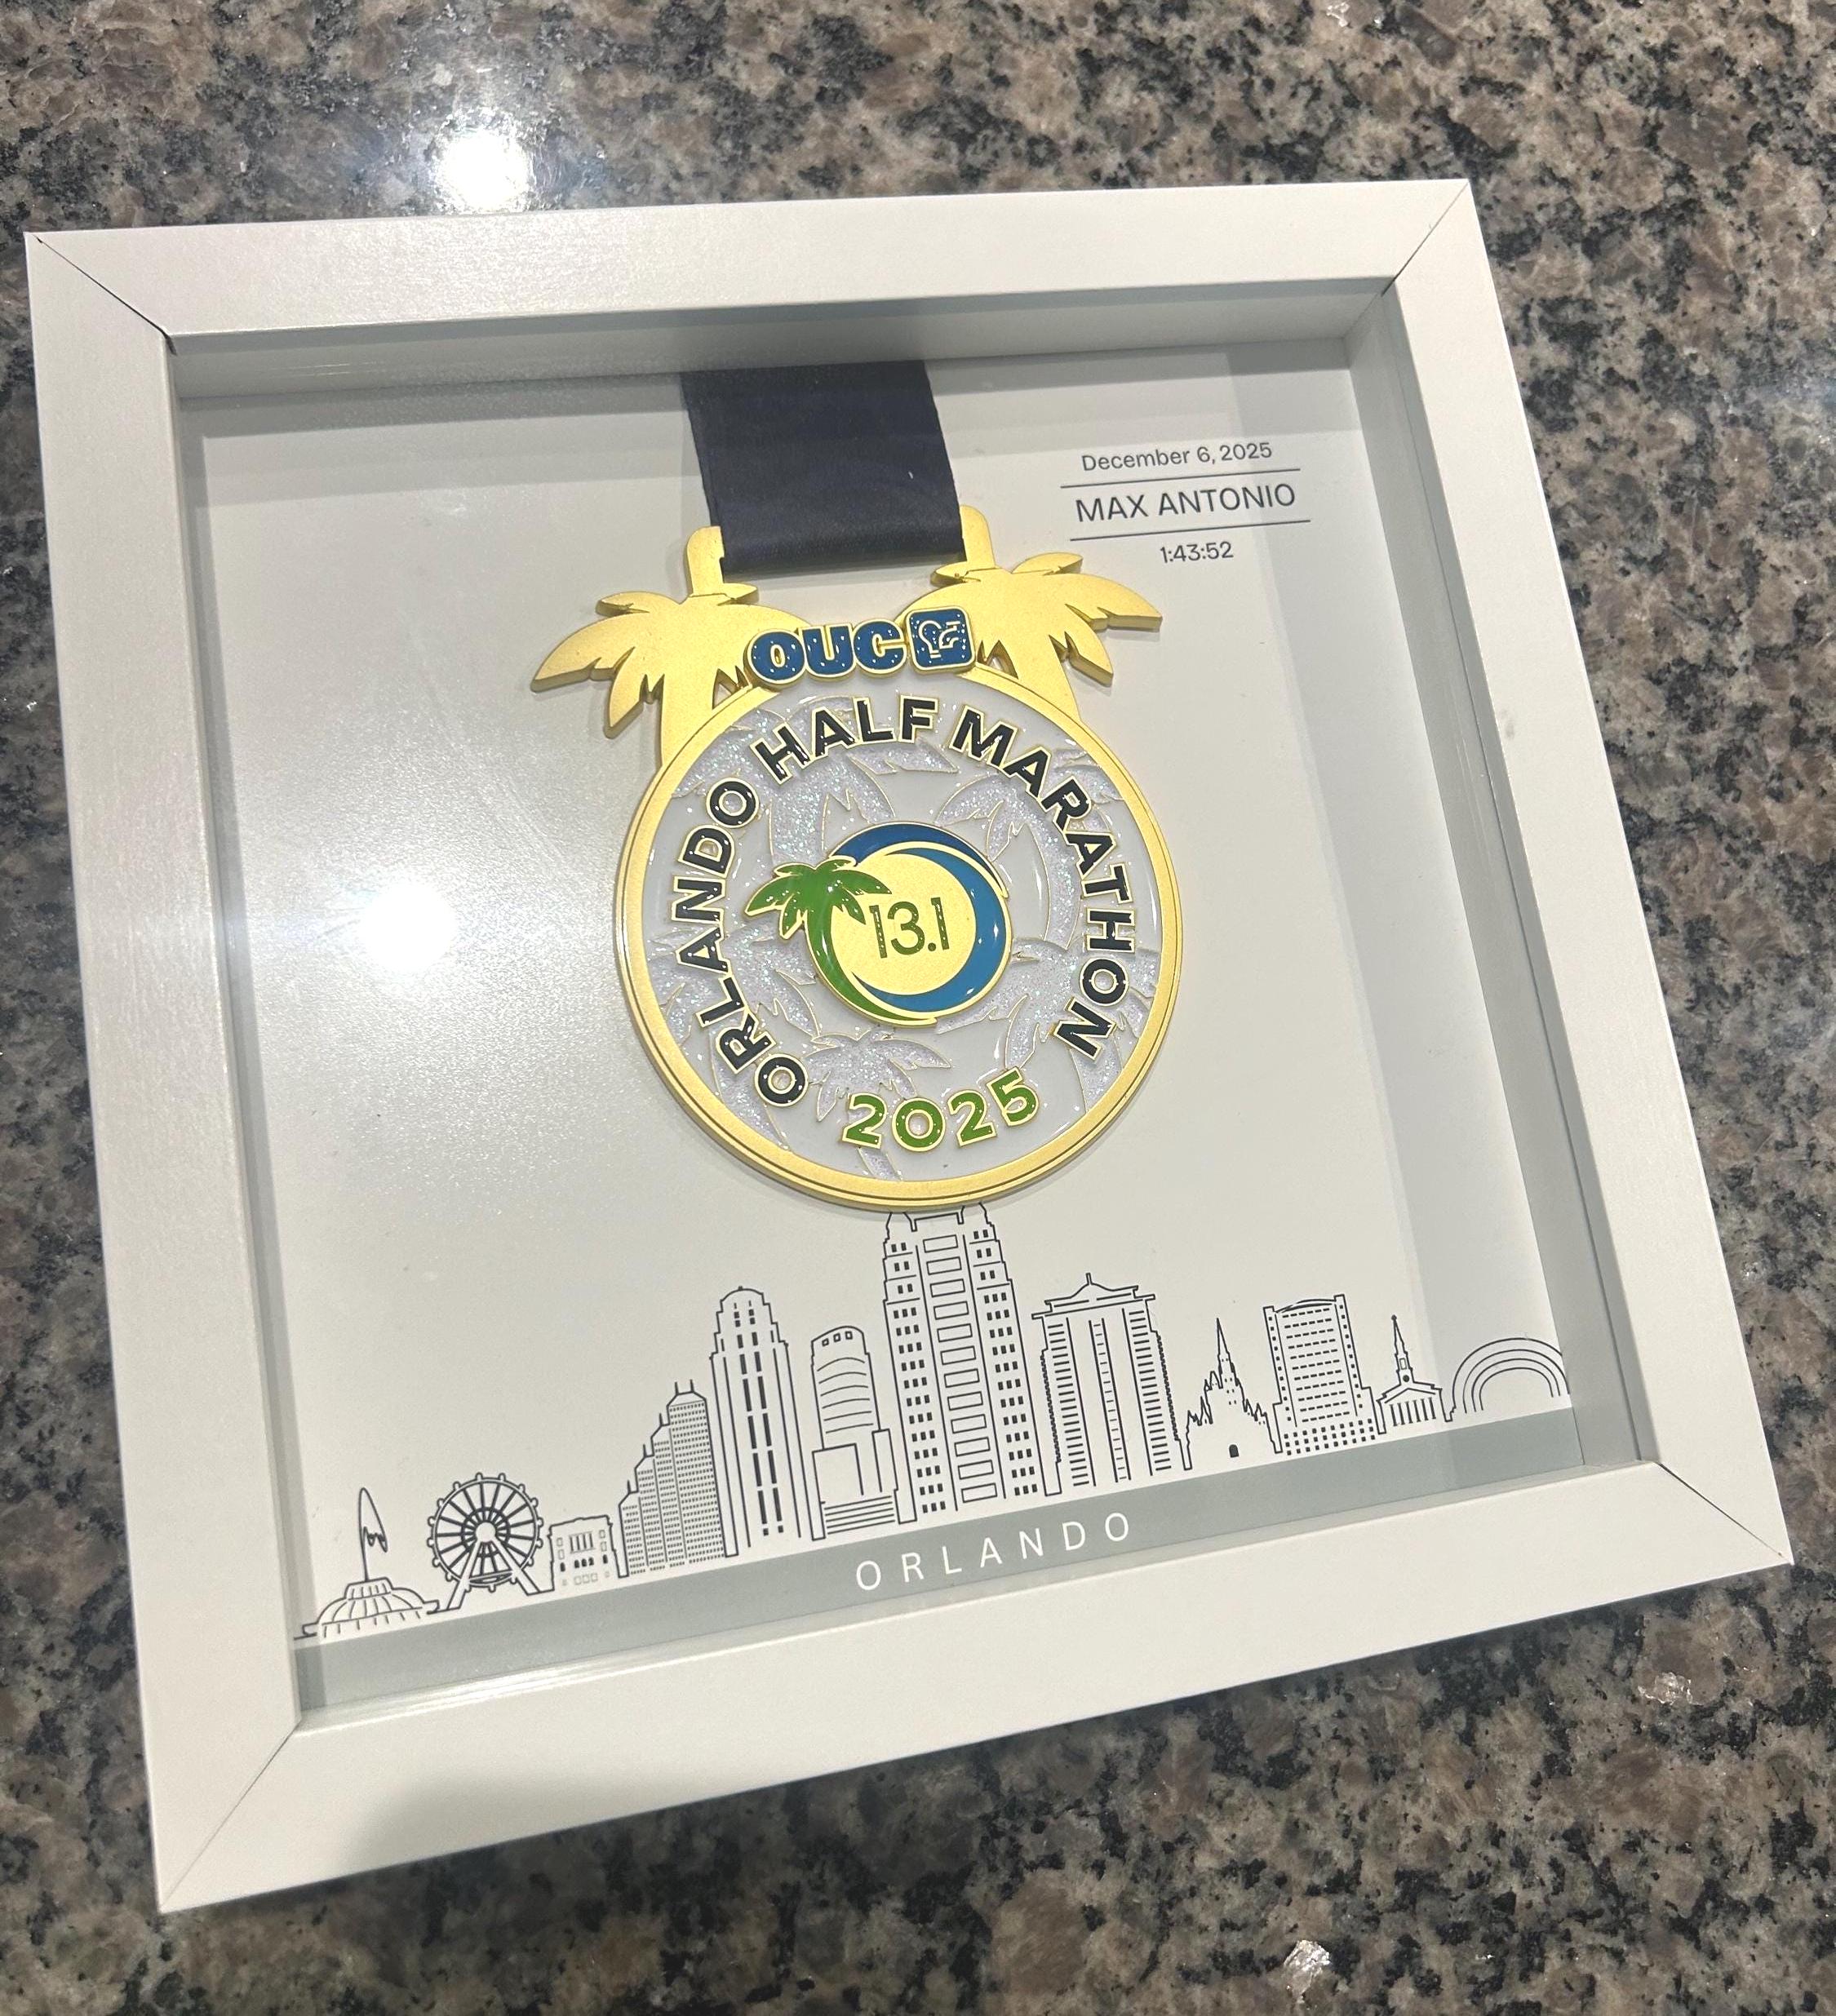 December 6, 2025
MAX ANTONIO
1:43:52
OUC
ORLANDO HALF MARATHON
13.1
2025
ORLANDO